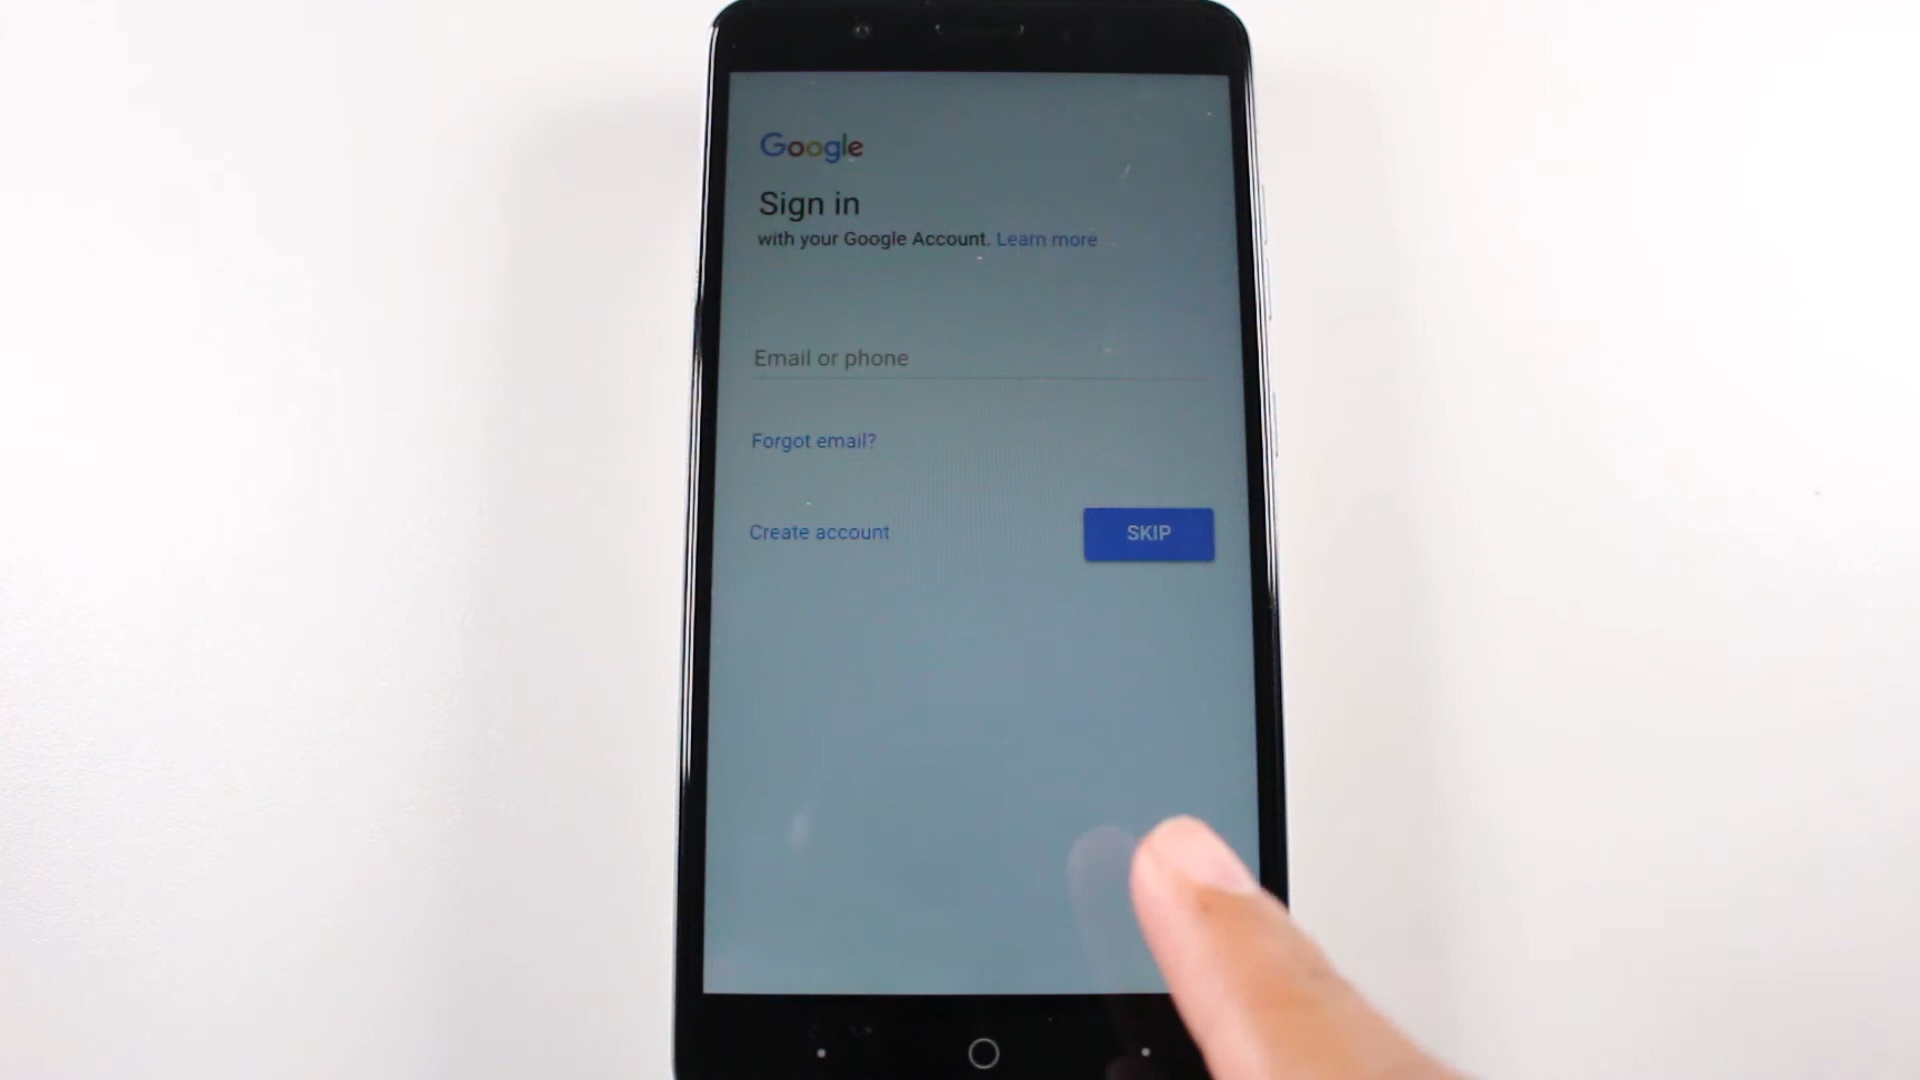 Google
Sign in
with your Google Account. Learn more
Email or phone
Forgot email?
Create account
SKIP